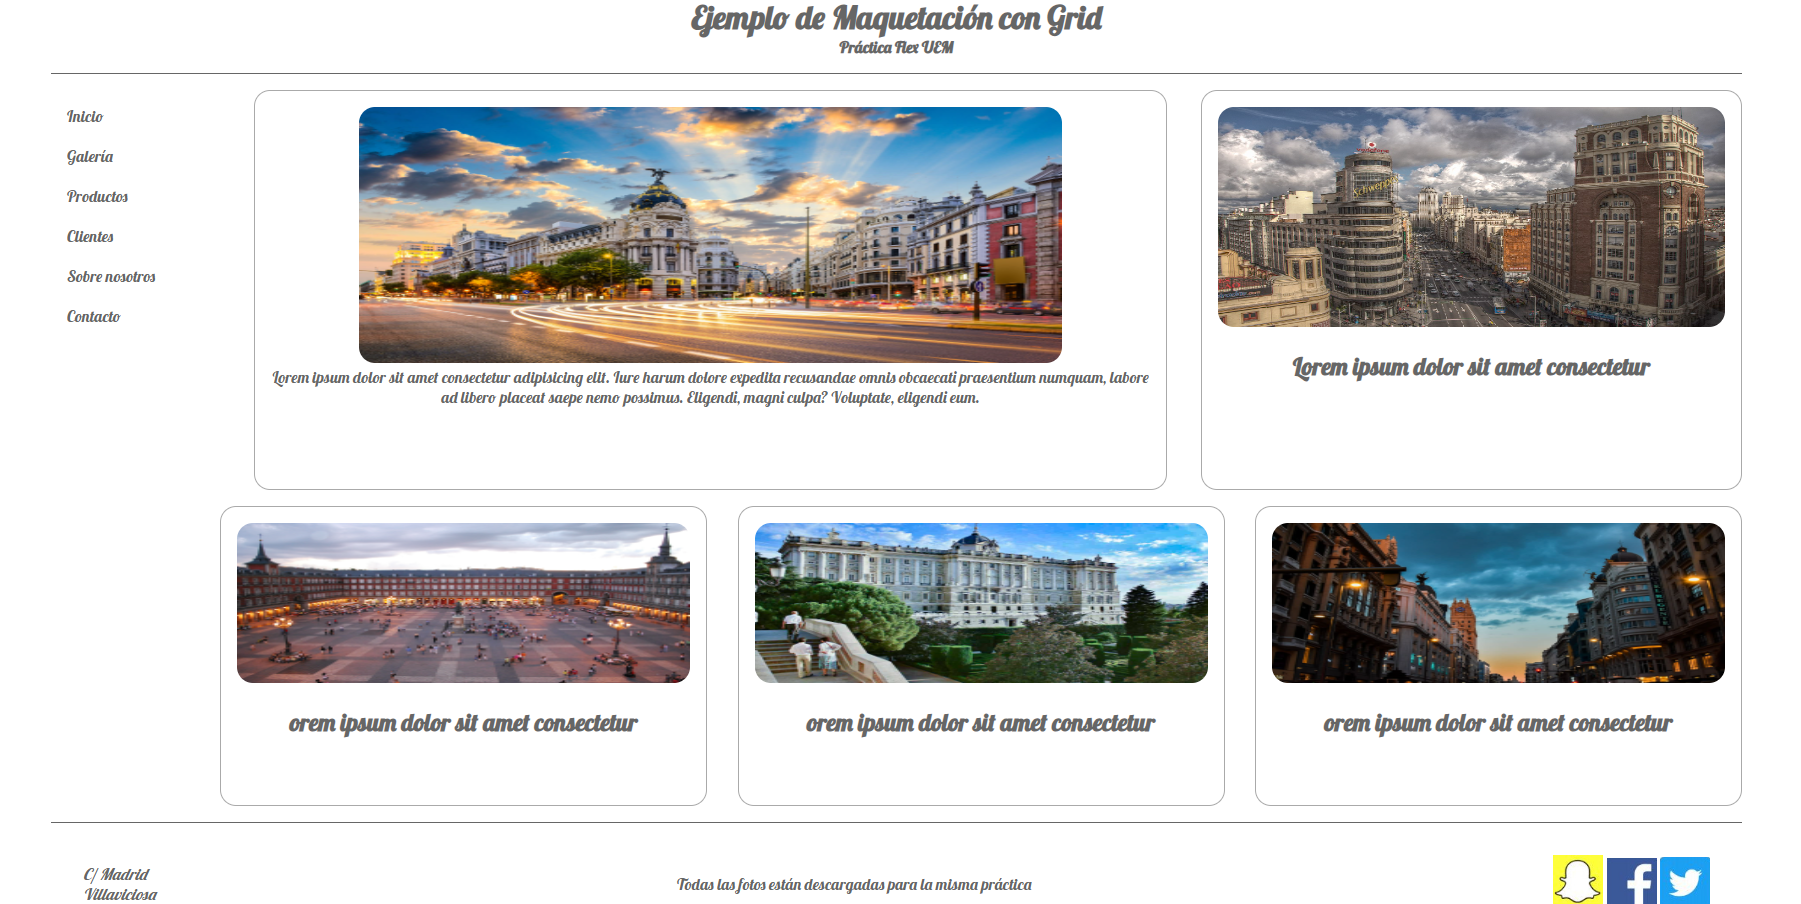 Ejemplo de Maquetación con Grid
Práctica Flex UEM
Inicio
Galería
Productos
Clientes
Sobre nosotros
Contacto
Lorem ipsum dolor sit amet consectetur adipisicing elit. Iure harum dolore expedita recusandae omnis obcaecati praesentium numquam, labore
ad libero placeat saepe nemo possimus. Eligendi, magni culpa? Voluptate, eligendi eum.
Schweppes
Lorem ipsum dolor sit amet consectetur
orem ipsum dolor sit amet consectetur
orem ipsum dolor sit amet consectetur
orem ipsum dolor sit amet consectetur
C/ Madrid
Villaviciosa
Todas las fotos están descargadas para la misma práctica